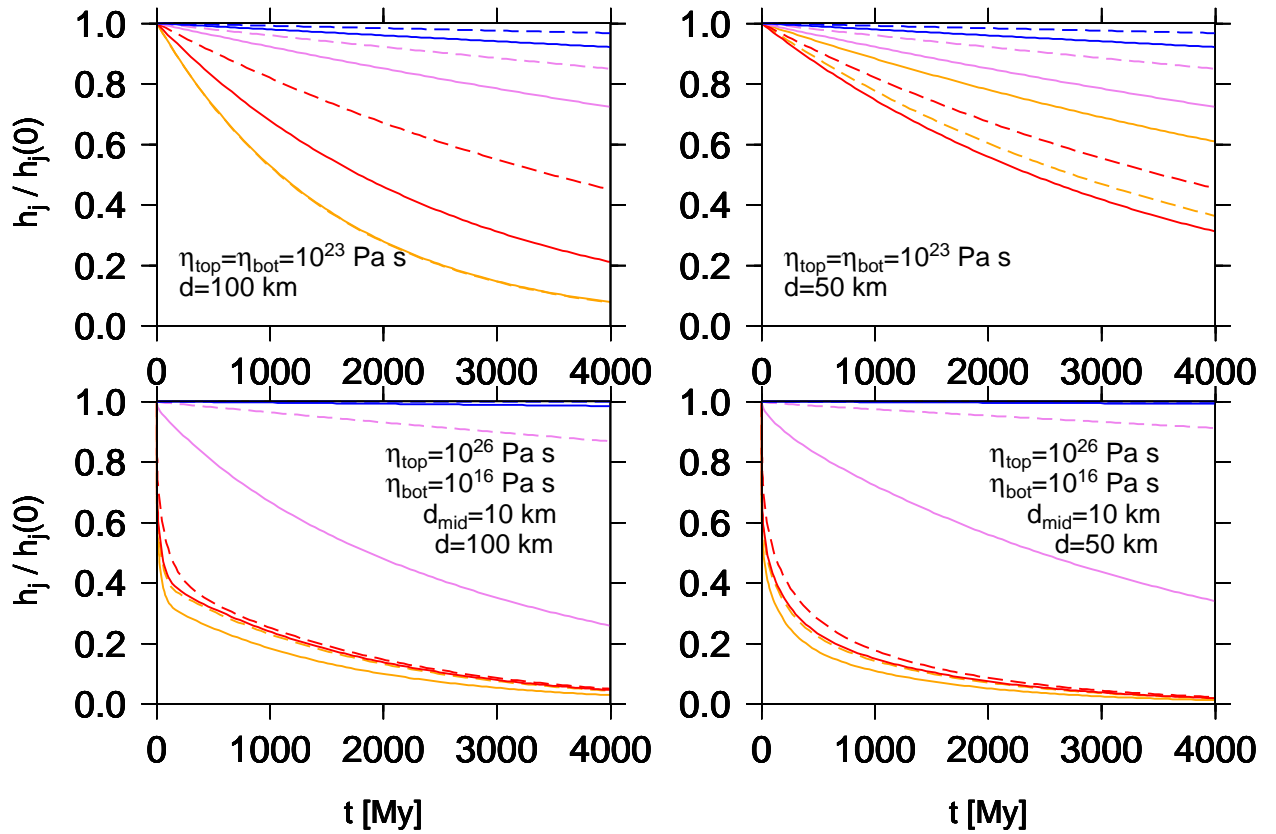 1.0
0.8
0.6
0.4
0.2
0.0
h_j / h_j(0)
η_top=η_bot=10^23 Pa s
d=100 km
0 1000 2000 3000 4000
1.0
0.8
0.6
0.4
0.2
0.0
η_top=η_bot=10^23 Pa s
d=50 km
0 1000 2000 3000 4000
1.0
0.8
0.6
0.4
0.2
0.0
h_j / h_j(0)
η_top=10^26 Pa s
η_bot=10^16 Pa s
d_mid=10 km
d=100 km
0 1000 2000 3000 4000
t [My]
1.0
0.8
0.6
0.4
0.2
0.0
η_top=10^26 Pa s
η_bot=10^16 Pa s
d_mid=10 km
d=50 km
0 1000 2000 3000 4000
t [My]